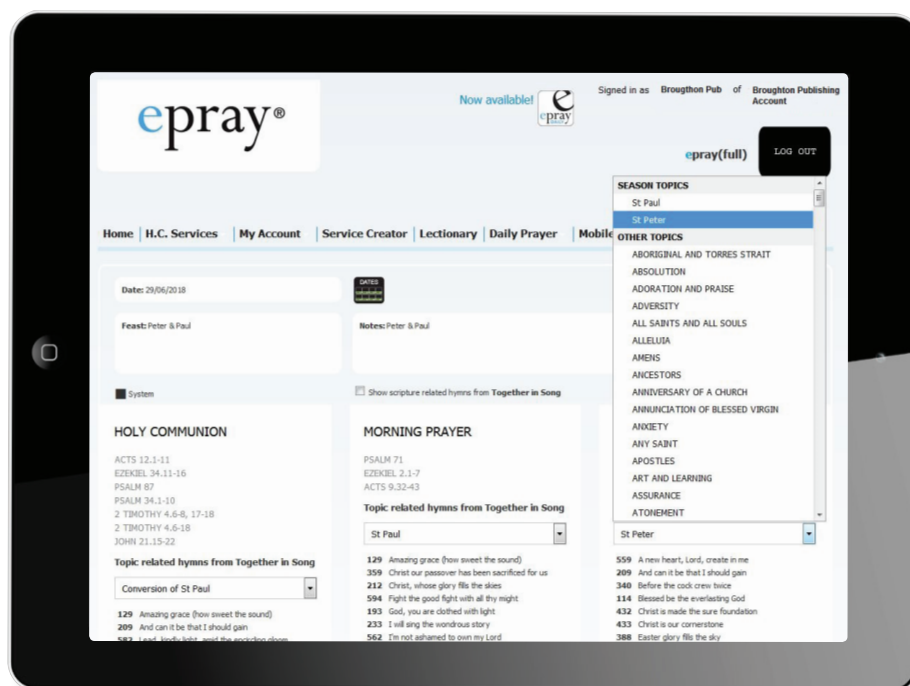 epray®
Now available!
epray
Signed in as Brougthon Pub of Broughton Publishing
Account
epray(full)
LOG OUT
Home H.C. Services My Account Service Creator Lectionary Daily Prayer Mobile
SEASON TOPICS
St Paul
St Peter
OTHER TOPICS
ABORIGINAL AND TORRES STRAIT
ABSOLUTION
ADORATION AND PRAISE
ADVERSITY
ALL SAINTS AND ALL SOULS
ALLELUIA
AMENS
ANCESTORS
ANNIVERSARY OF A CHURCH
ANNUNCIATION OF BLESSED VIRGIN
ANXIETY
ANY SAINT
APOSTLES
ART AND LEARNING
ASSURANCE
ATONEMENT
Date: 29/06/2018
DATES
Feast: Peter & Paul
Notes: Peter & Paul
System
Show scripture related hymns from Together in Song
HOLY COMMUNION
ACTS 12.1-11
EZEKIEL 34.11-16
PSALM 87
PSALM 34.1-10
2 TIMOTHY 4.6-8, 17-18
2 TIMOTHY 4.6-18
JOHN 21.15-22
Topic related hymns from Together in Song
Conversion of St Paul
129 Amazing grace (how sweet the sound)
209 And can it be that I should gain
582 Lead, kindly light, amid the encircling gloom
MORNING PRAYER
PSALM 71
EZEKIEL 2.1-7
ACTS 9.32-43
Topic related hymns from Together in Song
St Paul
129 Amazing grace (how sweet the sound)
359 Christ our passover has been sacrificed for us
212 Christ, whose glory fills the skies
594 Fight the good fight with all thy might
193 God, you are clothed with light
233 I will sing the wondrous story
562 I'm not ashamed to own my Lord
St Peter
559 A new heart, Lord, create in me
209 And can it be that I should gain
340 Before the cock crew twice
114 Blessed be the everlasting God
432 Christ is made the sure foundation
433 Christ is our cornerstone
388 Easter glory fills the sky